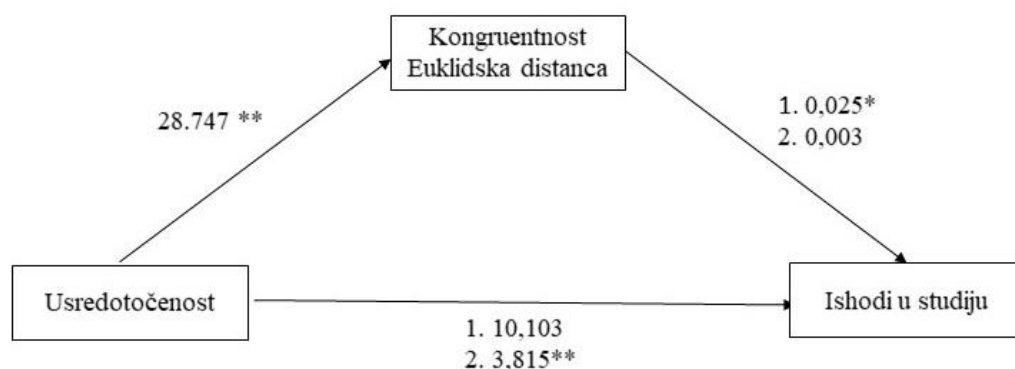 Kongruentnost
Euklidska distanca
28.747 **
1. 0,025*
2. 0,003
Usredotočenost
Ishodi u studiju
1. 10,103
2. 3,815**